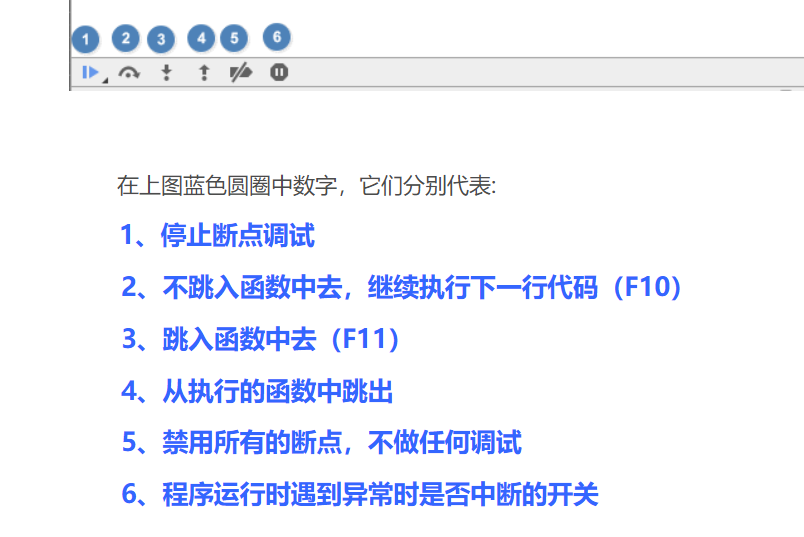 1 2 3 4 5 6
在上图蓝色圆圈中数字，它们分别代表:
1、停止断点调试
2、不跳入函数中去，继续执行下一行代码（F10）
3、跳入函数中去（F11）
4、从执行的函数中跳出
5、禁用所有的断点，不做任何调试
6、程序运行时遇到异常时是否中断的开关